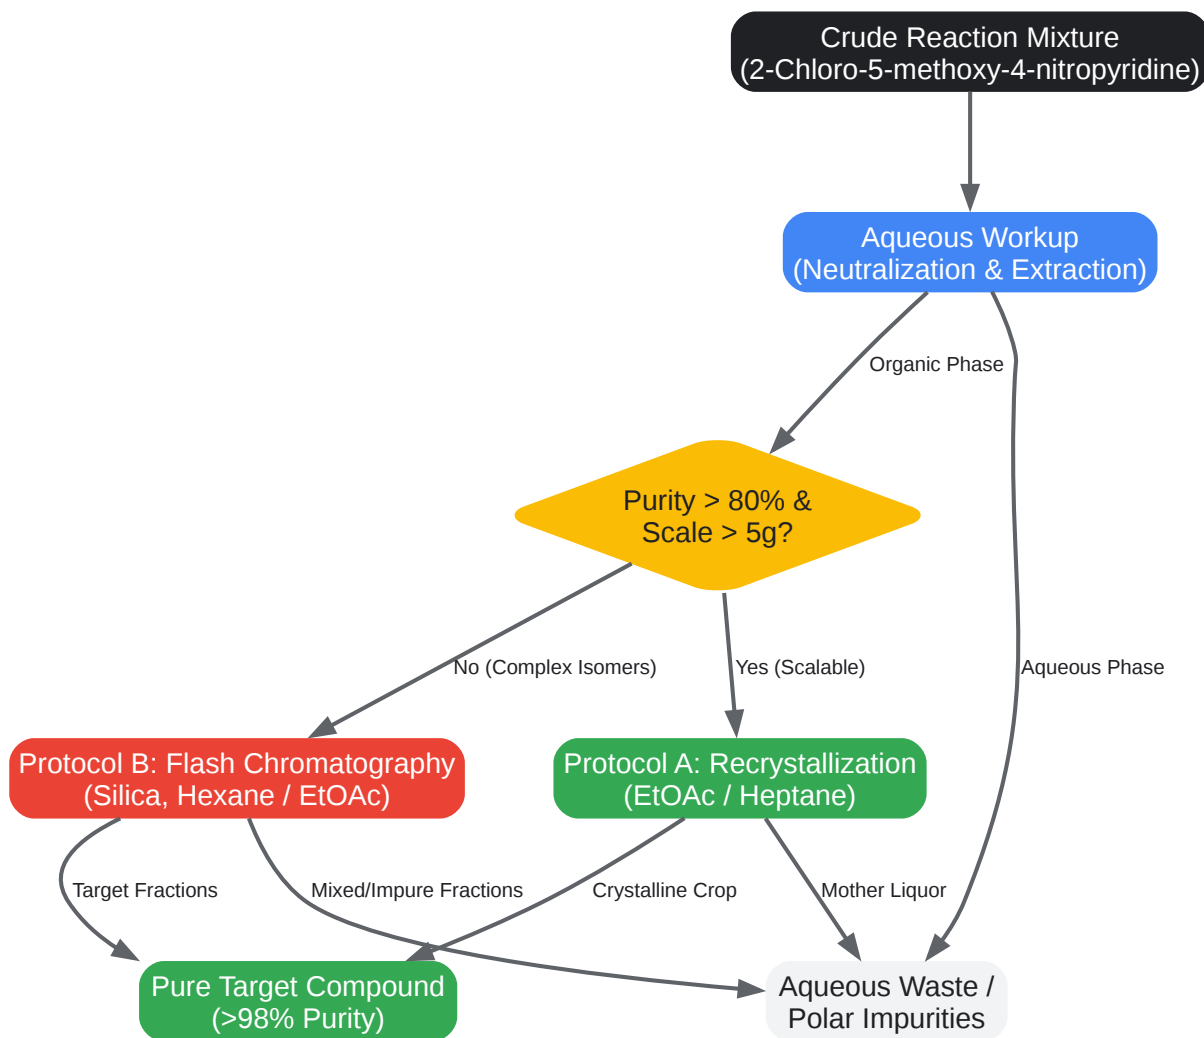 Crude Reaction Mixture
(2-Chloro-5-methoxy-4-nitropyridine)
Aqueous Workup
(Neutralization & Extraction)
Organic Phase
Purity > 80% &
Scale > 5g?
No (Complex Isomers)
Yes (Scalable)
Aqueous Phase
Protocol B: Flash Chromatography
(Silica, Hexane / EtOAc)
Protocol A: Recrystallization
(EtOAc / Heptane)
Target Fractions
Mixed/Impure Fractions
Crystalline Crop
Mother Liquor
Pure Target Compound
(>98% Purity)
Aqueous Waste /
Polar Impurities